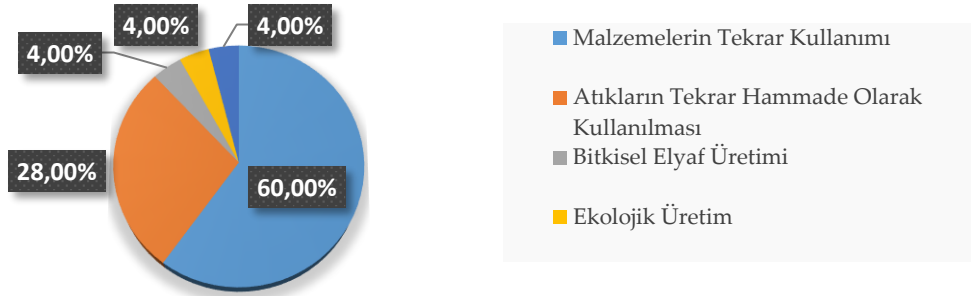 4,00%
4,00%
4,00%
28,00%
60,00%
Malzemelerin Tekrar Kullanımı
Atıkların Tekrar Hammade Olarak
Kullanılması
Bitkisel Elyaf Üretimi
Ekolojik Üretim